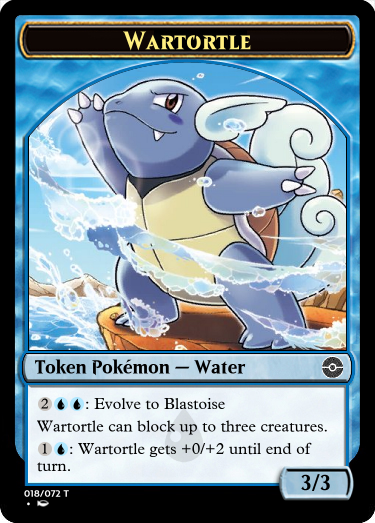 Wartortle
Token Pokémon — Water
2: Evolve to Blastoise
Wartortle can block up to three creatures.
1: Wartortle gets +0/+2 until end of
turn.
3/3
018/072 T